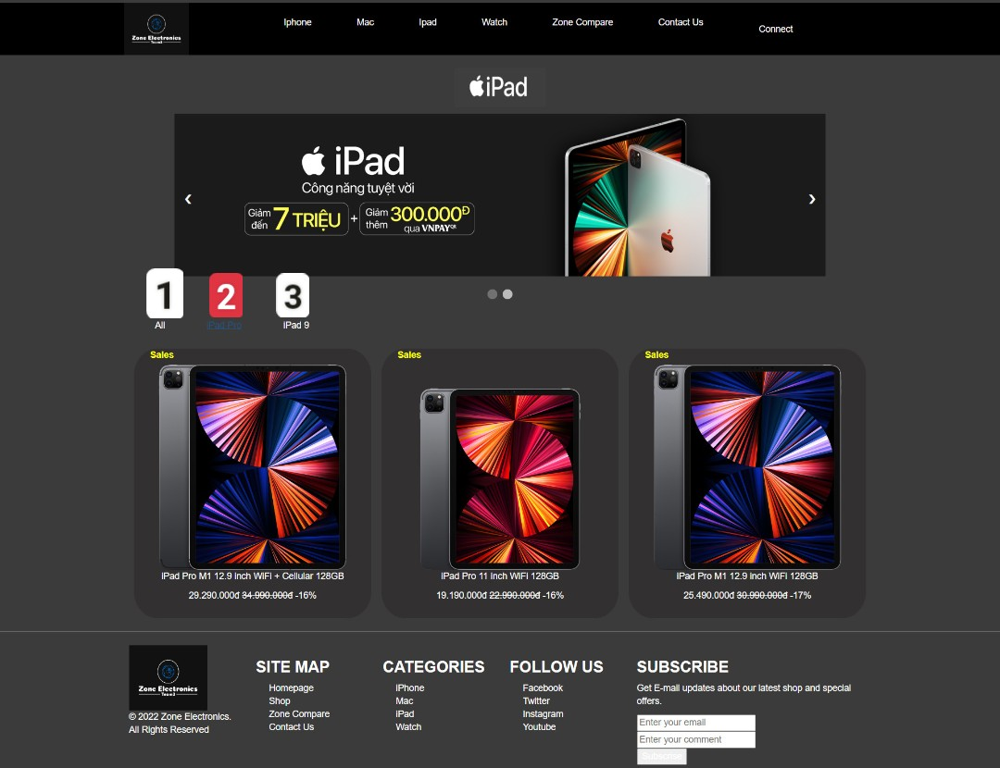 Zone Electronics
Team3
Iphone
Mac
Ipad
Watch
Zone Compare
Contact Us
Connect
iPad
iPad
Công năng tuyệt vời
Giảm đến 7 TRIỆU + Giảm thêm 300.000Đ qua VNPAYQR
❮
❯
1
2
3
All
iPad Pro
iPad 9
Sales
iPad Pro M1 12.9 inch WiFi + Cellular 128GB
29.290.000đ 34.990.000đ -16%
Sales
iPad Pro 11 inch WiFi 128GB
19.190.000đ 22.990.000đ -16%
Sales
iPad Pro M1 12.9 inch WiFi 128GB
25.490.000đ 30.990.000đ -17%
Zone Electronics
Team3
© 2022 Zone Electronics.
All Rights Reserved
SITE MAP
Homepage
Shop
Zone Compare
Contact Us
CATEGORIES
iPhone
Mac
iPad
Watch
FOLLOW US
Facebook
Twitter
Instagram
Youtube
SUBSCRIBE
Get E-mail updates about our latest shop and special
offers.
Enter your email
Enter your comment
Subscribe